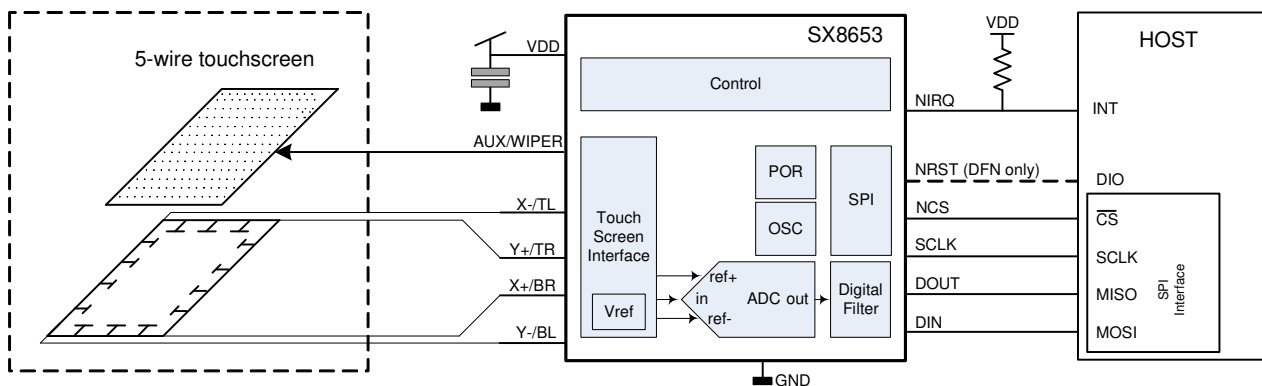 5-wire touchscreen
VDD
AUX/WIPER
X-/TL
Y+/TR
X+/BR
Y-/BL
SX8653
Control
Touch
Screen
Interface
Vref
POR
OSC
SPI
ref+
in
ref-
ADC out
Digital
Filter
GND
NIRQ
NRST (DFN only)
NCS
SCLK
DOUT
DIN
VDD
HOST
INT
DIO
CS
SCLK
MISO
MOSI
SPI
Interface